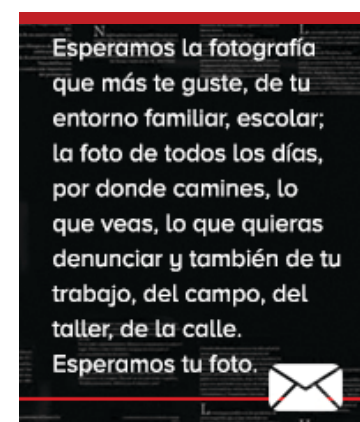 Esperamos la fotografía
que más te guste, de tu
entorno familiar, escolar;
la foto de todos los días,
por donde camines, lo
que veas, lo que quieras
denunciar y también de tu
trabajo, del campo, del
taller, de la calle.
Esperamos tu foto.